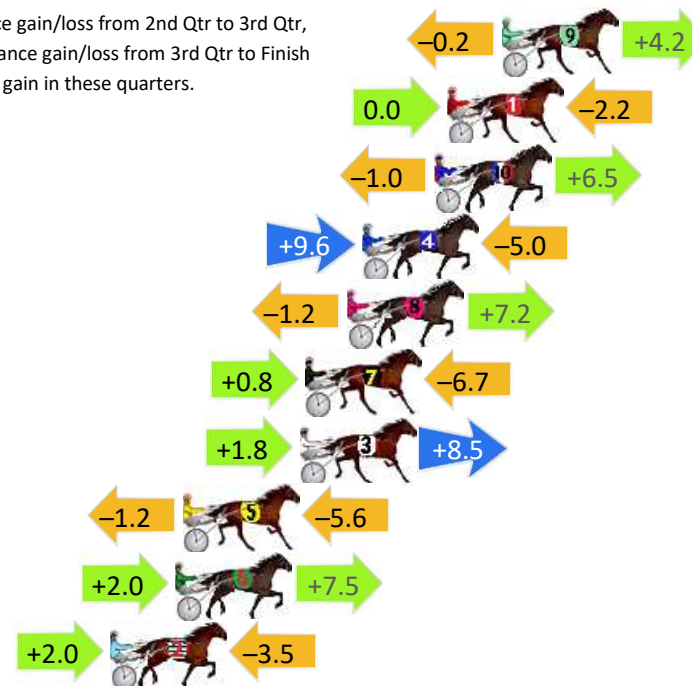 ce gain/loss from 2nd Qtr to 3rd Qtr,
ance gain/loss from 3rd Qtr to Finish
gain in these quarters.
–0.2 9 +4.2
0.0 1 –2.2
–1.0 10 +6.5
+9.6 4 –5.0
–1.2 8 +7.2
+0.8 7 –6.7
+1.8 3 +8.5
–1.2 5 –5.6
+2.0 6 +7.5
+2.0 2 –3.5